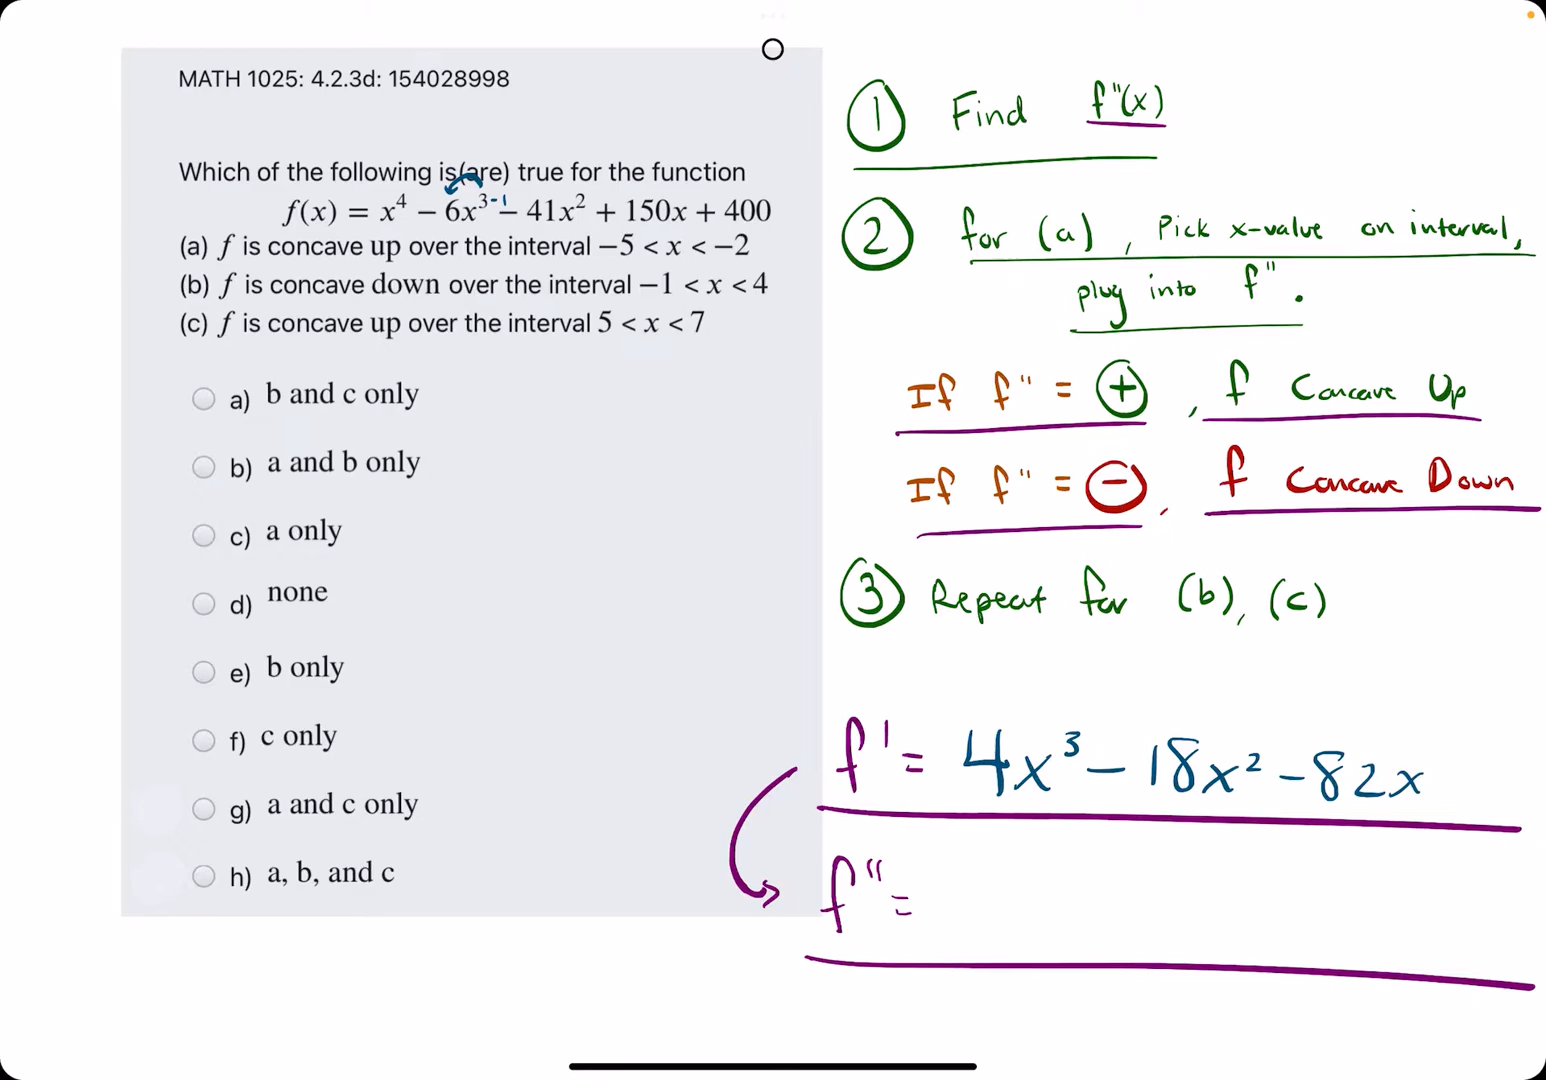 MATH 1025: 4.2.3d: 154028998
Which of the following is(are) true for the function
f(x) = x⁴ − 6x³⁻¹ − 41x² + 150x + 400
(a) f is concave up over the interval −5 < x < −2
(b) f is concave down over the interval −1 < x < 4
(c) f is concave up over the interval 5 < x < 7
a) b and c only
b) a and b only
c) a only
d) none
e) b only
f) c only
g) a and c only
h) a, b, and c
① Find f"(x)
② for (a), Pick x-value on interval,
plug into f".
If f" = +, f Concave Up
If f" = −, f Concave Down
③ Repeat for (b), (c)
f' = 4x³ − 18x² − 82x
f" =